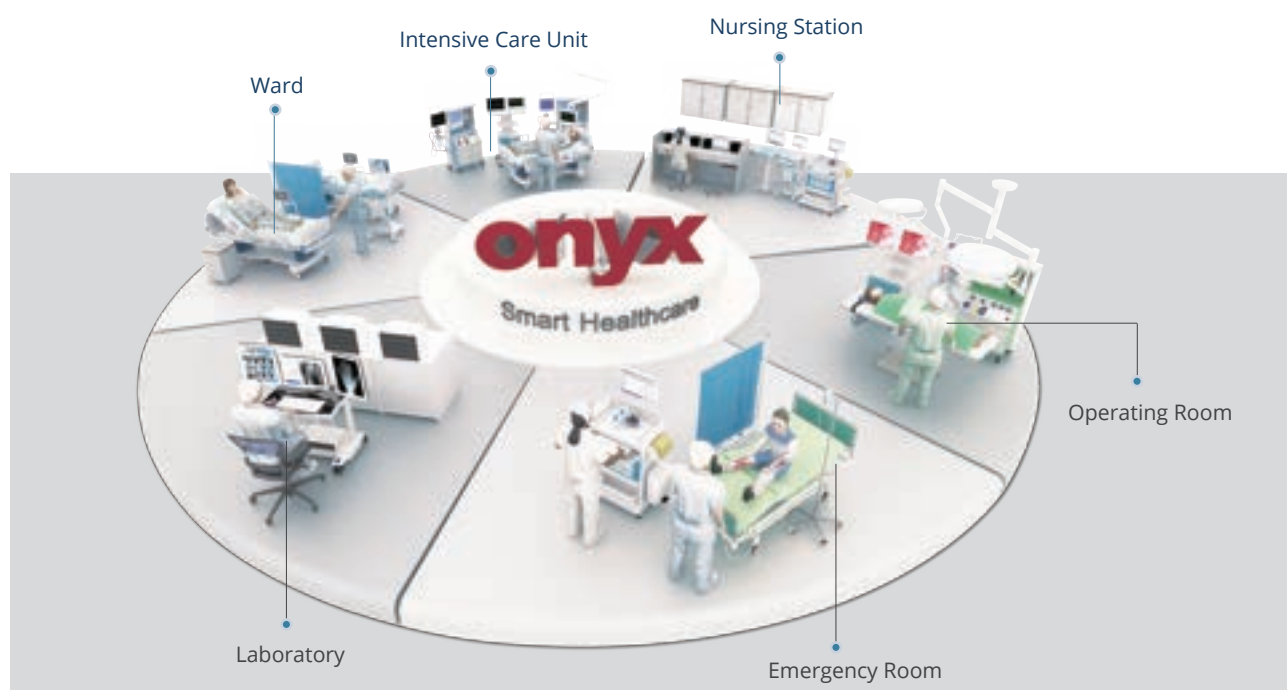 Nursing Station
Intensive Care Unit
Ward
onyx
Smart Healthcare
Operating Room
Laboratory
Emergency Room